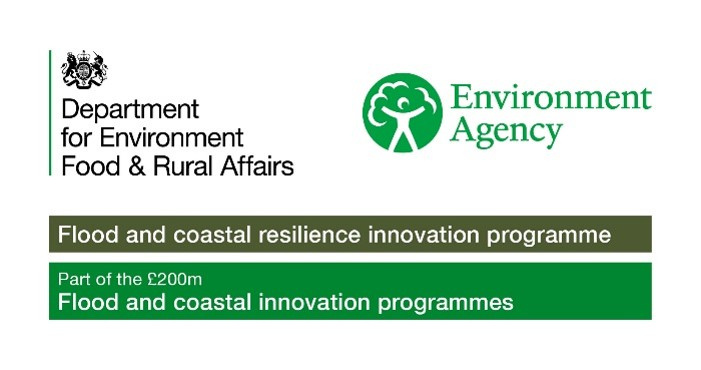 Department
for Environment
Food & Rural Affairs
Environment
Agency
Flood and coastal resilience innovation programme
Part of the £200m
Flood and coastal innovation programmes